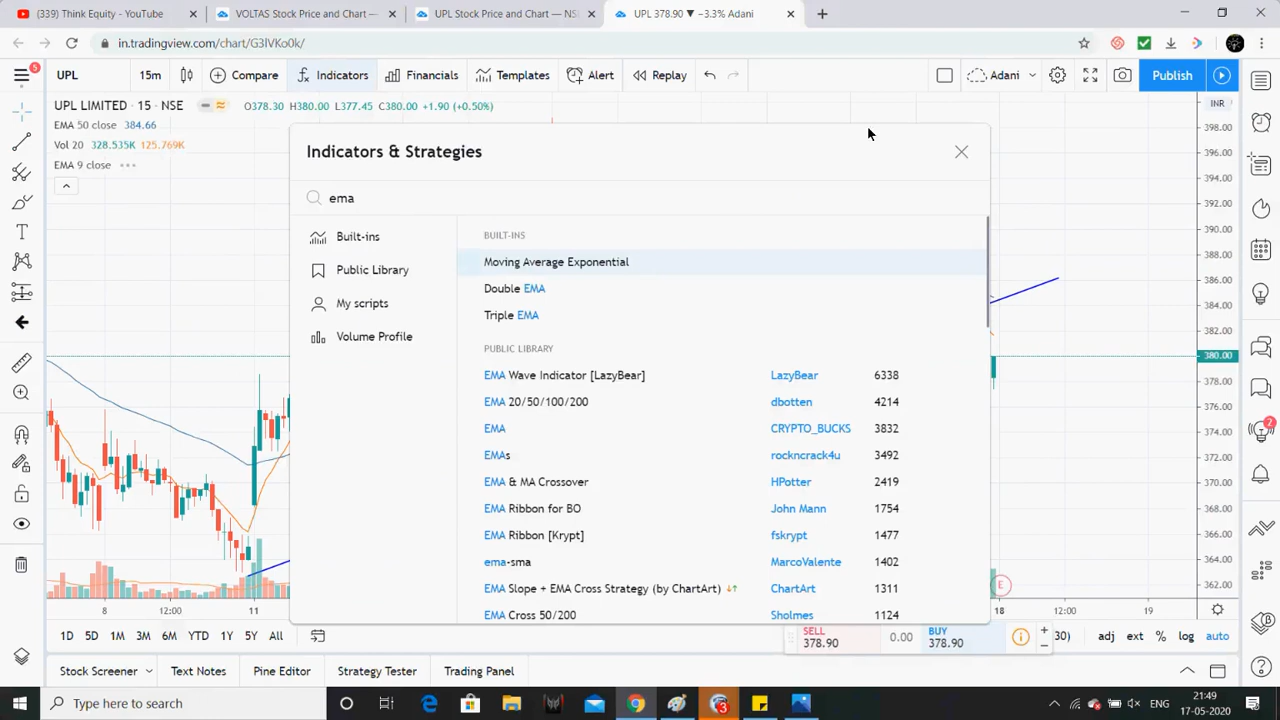 (339) Think Equity - YouTube
VOLTAS Stock Price and Chart —
UPL Stock Price and Chart — NS
UPL 378.90 ▼ −3.3% Adani
in.tradingview.com/chart/G3lVKo0k/
5
UPL
15m
Compare
Indicators
Financials
Templates
Alert
Replay
Adani
Publish
UPL LIMITED · 15 · NSE
O378.30 H380.00 L377.45 C380.00 +1.90 (+0.50%)
EMA 50 close 384.66
Vol 20 328.535K 125.769K
EMA 9 close
INR
398.00
396.00
394.00
392.00
390.00
388.00
386.00
384.00
382.00
380.00
378.00
376.00
374.00
372.00
370.00
368.00
366.00
364.00
362.00
Indicators & Strategies
ema
Built-ins
Public Library
My scripts
Volume Profile
BUILT-INS
Moving Average Exponential
Double EMA
Triple EMA
PUBLIC LIBRARY
EMA Wave Indicator [LazyBear] LazyBear 6338
EMA 20/50/100/200 dbotten 4214
EMA CRYPTO_BUCKS 3832
EMAs rockncrack4u 3492
EMA & MA Crossover HPotter 2419
EMA Ribbon for BO John Mann 1754
EMA Ribbon [Krypt] fskrypt 1477
ema-sma MarcoValente 1402
EMA Slope + EMA Cross Strategy (by ChartArt) ChartArt 1311
EMA Cross 50/200 Sholmes 1124
2
E
8 12:00 11 18 12:00 19
1D 5D 1M 3M 6M YTD 1Y 5Y All
SELL
378.90
0.00
BUY
378.90
30) adj ext % log auto
Stock Screener
Text Notes
Pine Editor
Strategy Tester
Trading Panel
Type here to search
3
ENG
21:49
17-05-2020